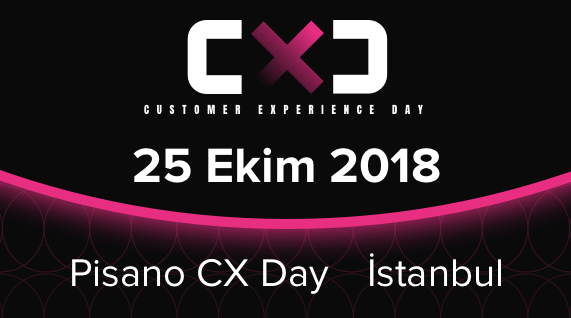 CXD
CUSTOMER EXPERIENCE DAY
25 Ekim 2018
Pisano CX Day İstanbul